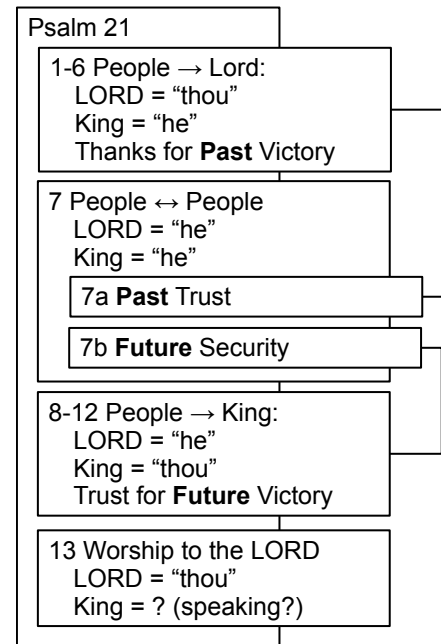 Psalm 21
1-6 People → Lord:
LORD = “thou”
King = “he”
Thanks for Past Victory
7 People ↔ People
LORD = “he”
King = “he”
7a Past Trust
7b Future Security
8-12 People → King:
LORD = “he”
King = “thou”
Trust for Future Victory
13 Worship to the LORD
LORD = “thou”
King = ? (speaking?)